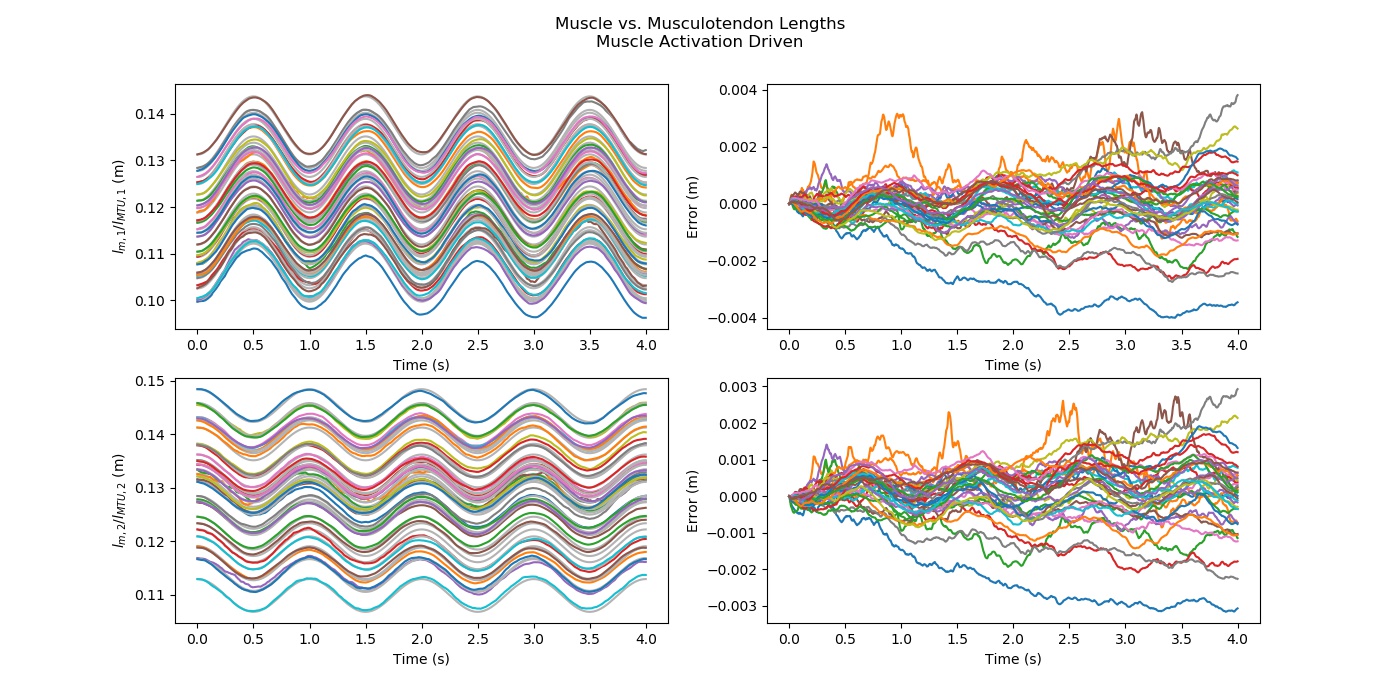 Muscle vs. Musculotendon Lengths
Muscle Activation Driven
l_{m,1}/l_{MTU,1} (m)
0.14
0.13
0.12
0.11
0.10
0.0 0.5 1.0 1.5 2.0 2.5 3.0 3.5 4.0
Time (s)
Error (m)
0.004
0.002
0.000
−0.002
−0.004
0.0 0.5 1.0 1.5 2.0 2.5 3.0 3.5 4.0
Time (s)
l_{m,2}/l_{MTU,2} (m)
0.15
0.14
0.13
0.12
0.11
0.0 0.5 1.0 1.5 2.0 2.5 3.0 3.5 4.0
Time (s)
Error (m)
0.003
0.002
0.001
0.000
−0.001
−0.002
−0.003
0.0 0.5 1.0 1.5 2.0 2.5 3.0 3.5 4.0
Time (s)